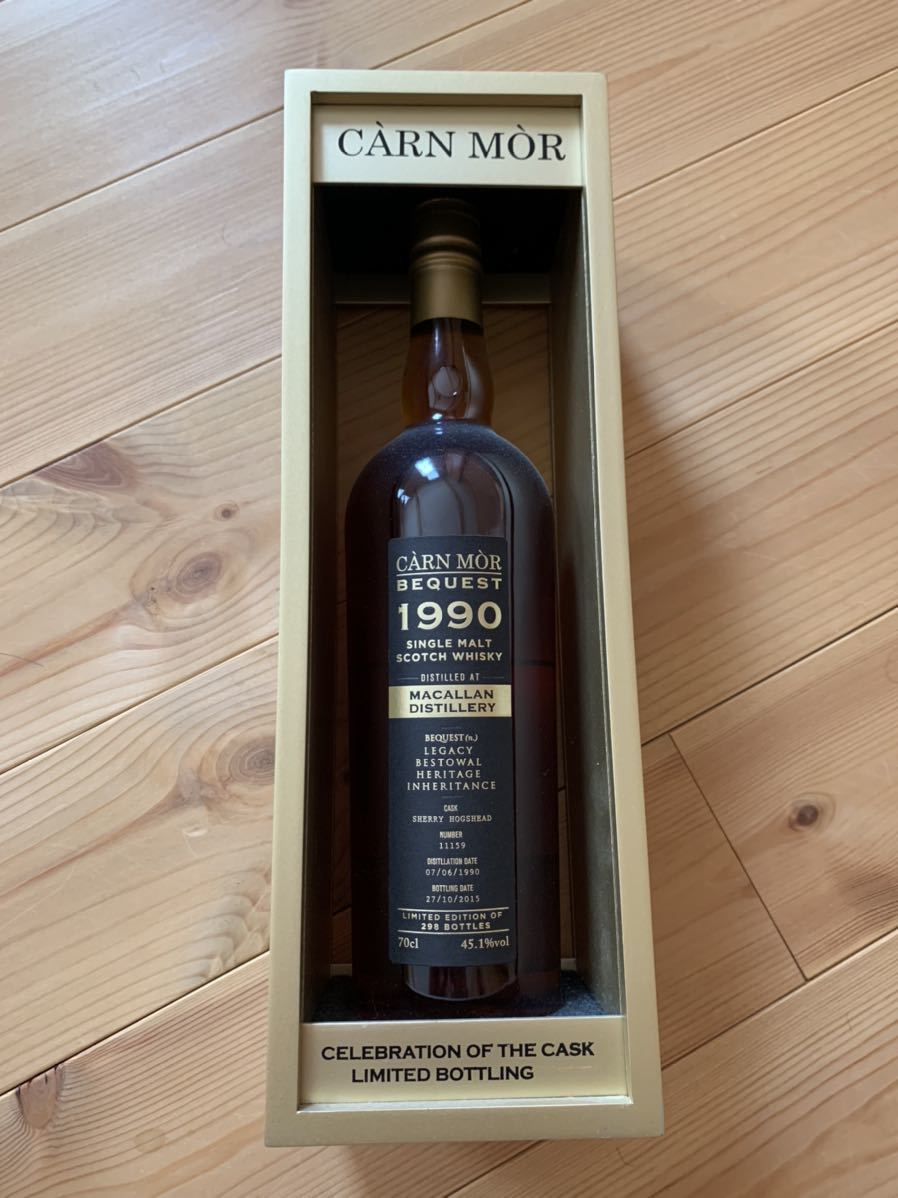 CÀRN MÒR
CÀRN MÒR
BEQUEST
1990
SINGLE MALT
SCOTCH WHISKY
DISTILLED AT
MACALLAN
DISTILLERY
BEQUEST (n.)
LEGACY
BESTOWAL
HERITAGE
INHERITANCE
CASK
SHERRY HOGSHEAD
NUMBER
11159
DISITLLATION DATE
07/06/1990
BOTTLING DATE
27/10/2015
LIMITED EDITION OF
298 BOTTLES
70cl 45.1%vol
CELEBRATION OF THE CASK
LIMITED BOTTLING